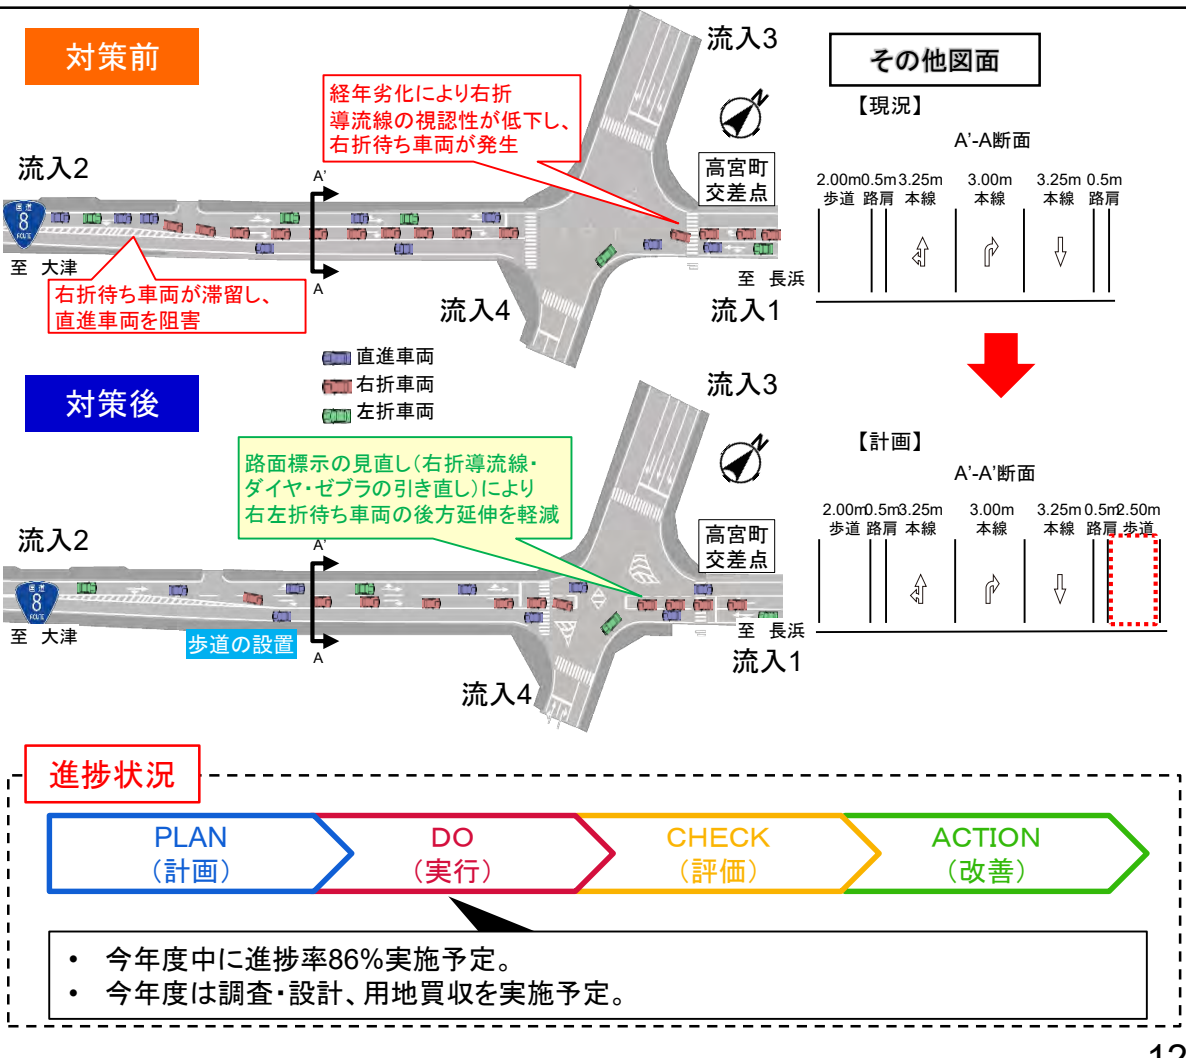 対策前
流入3
その他図面
経年劣化により右折
導流線の視認性が低下し、
右折待ち車両が発生
N
【現況】
A'-A断面
高宮町
交差点
流入2
A'
2.00m 0.5m 3.25m 3.00m 3.25m 0.5m
歩道 路肩 本線 本線 本線 路肩
国道
8
ROUTE
至 大津
右折待ち車両が滞留し、
直進車両を阻害
A
流入4
至 長浜
流入1
直進車両
右折車両
左折車両
対策後
流入3
路面標示の見直し(右折導流線・
ダイヤ・ゼブラの引き直し)により
右左折待ち車両の後方延伸を軽減
N
【計画】
A'-A'断面
高宮町
交差点
流入2
A'
2.00m 0.5m 3.25m 3.00m 3.25m 0.5m 2.50m
歩道 路肩 本線 本線 本線 路肩 歩道
国道
8
ROUTE
至 大津
歩道の設置
A
流入4
至 長浜
流入1
進捗状況
PLAN
(計画)
DO
(実行)
CHECK
(評価)
ACTION
(改善)
• 今年度中に進捗率86%実施予定。
• 今年度は調査・設計、用地買収を実施予定。
12